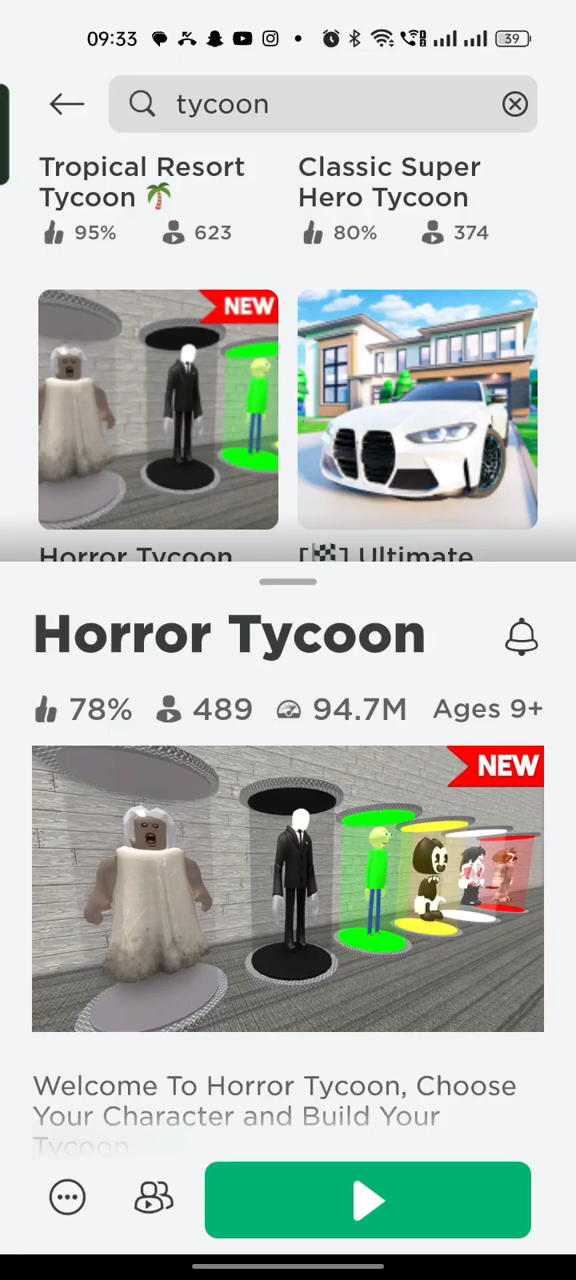 09:33
39
tycoon
Tropical Resort
Tycoon 🌴
Classic Super
Hero Tycoon
95%
623
80%
374
NEW
Horror Tycoon
[🏁] Ultimate
Horror Tycoon
78%
489
94.7M
Ages 9+
NEW
Welcome To Horror Tycoon, Choose
Your Character and Build Your
Tycoon.